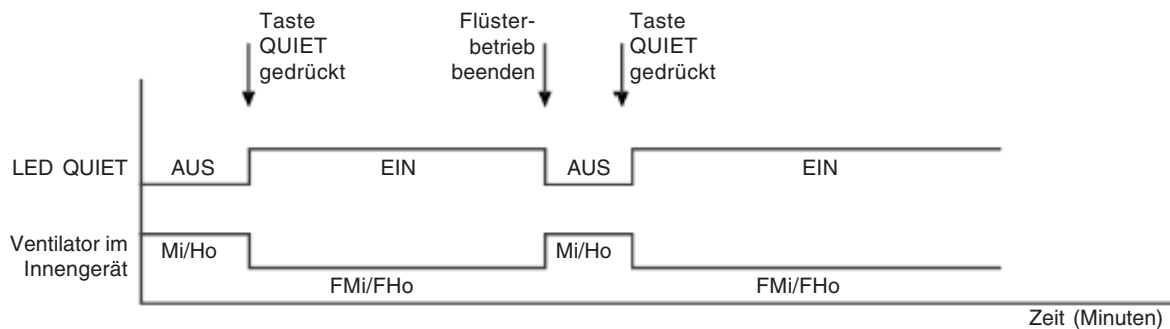 Taste
QUIET
gedrückt
Flüster-
betrieb
beenden
Taste
QUIET
gedrückt
LED QUIET
AUS
EIN
AUS
EIN
Ventilator im
Innengerät
Mi/Ho
FMi/FHo
Mi/Ho
FMi/FHo
Zeit (Minuten)